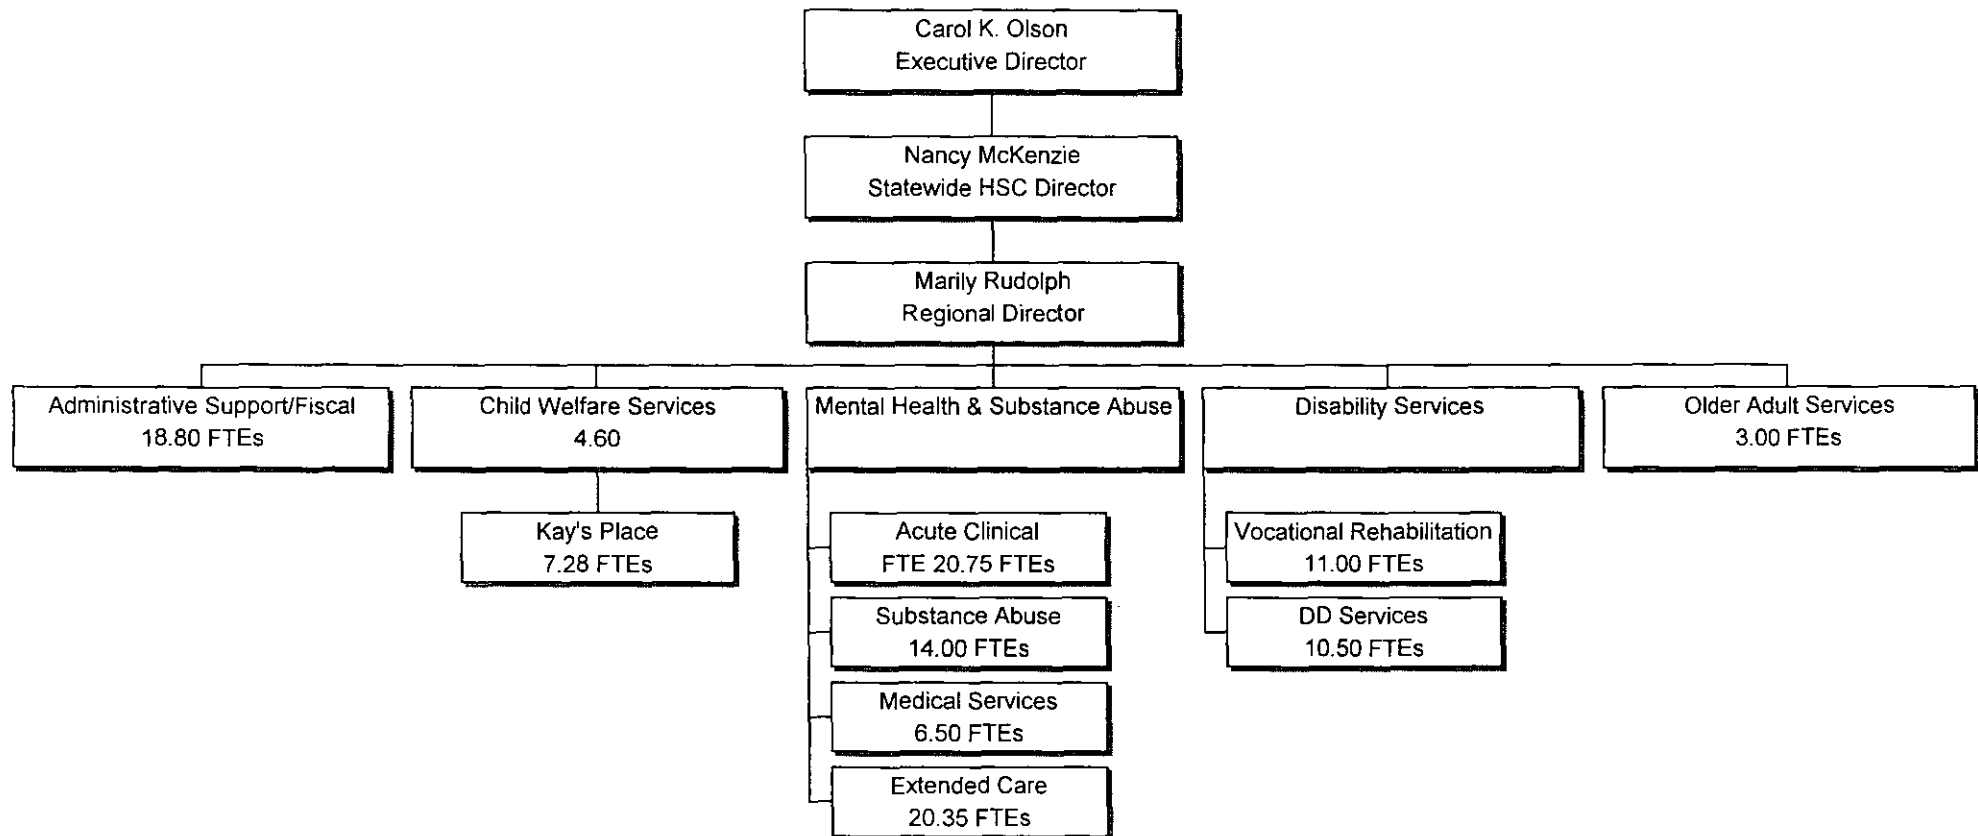 Carol K. Olson
Executive Director
Nancy McKenzie
Statewide HSC Director
Marily Rudolph
Regional Director
Administrative Support/Fiscal
18.80 FTEs
Child Welfare Services
4.60
Mental Health & Substance Abuse
Disability Services
Older Adult Services
3.00 FTEs
Kay's Place
7.28 FTEs
Acute Clinical
FTE 20.75 FTEs
Substance Abuse
14.00 FTEs
Medical Services
6.50 FTEs
Extended Care
20.35 FTEs
Vocational Rehabilitation
11.00 FTEs
DD Services
10.50 FTEs